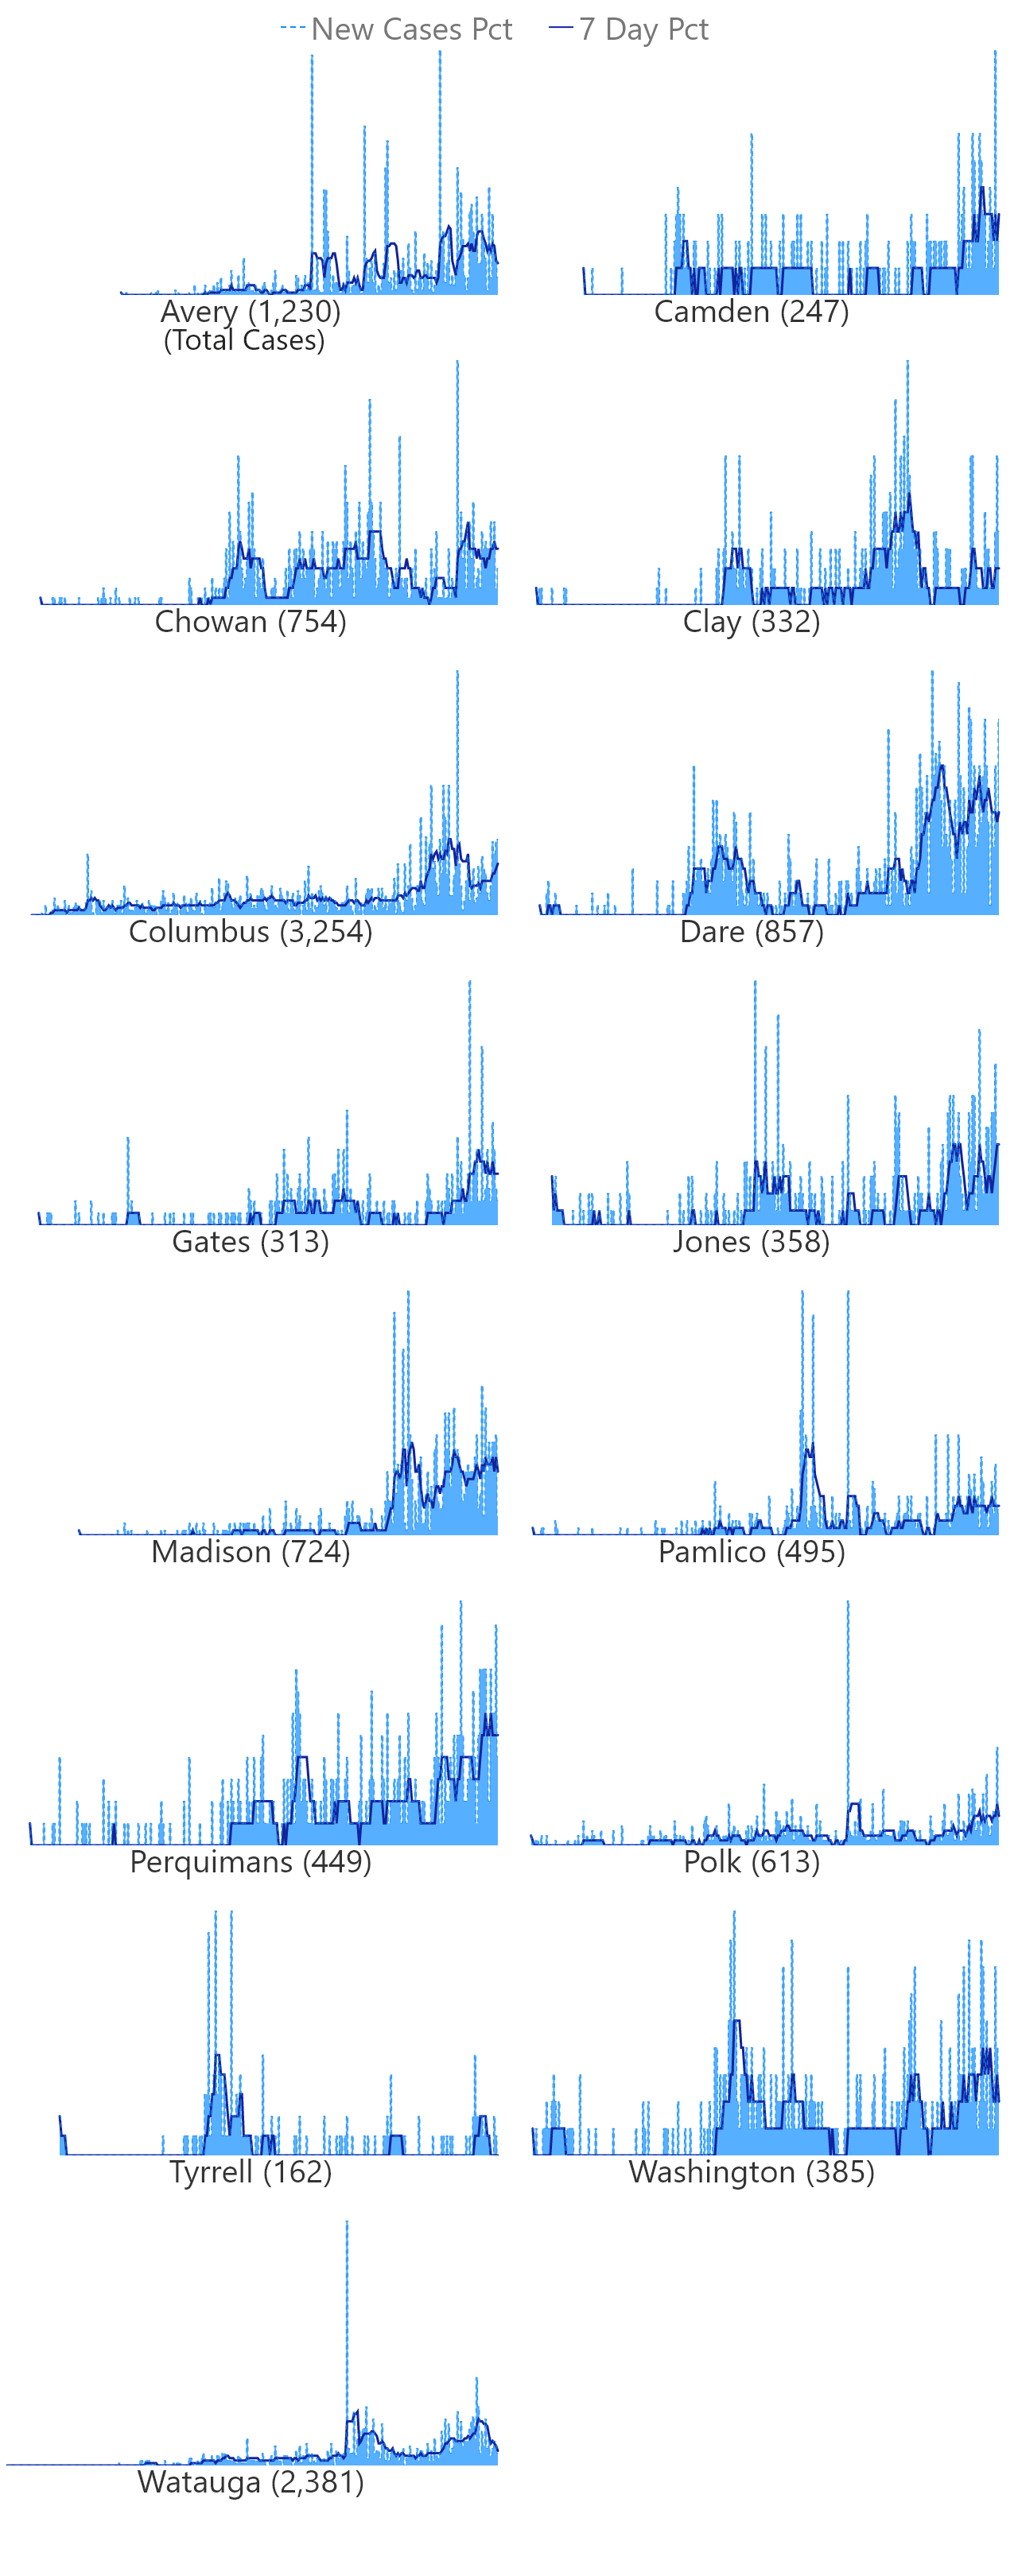 New Cases Pct 7 Day Pct
Avery (1,230)
(Total Cases)
Camden (247)
Chowan (754)
Clay (332)
Columbus (3,254)
Dare (857)
Gates (313)
Jones (358)
Madison (724)
Pamlico (495)
Perquimans (449)
Polk (613)
Tyrrell (162)
Washington (385)
Watauga (2,381)